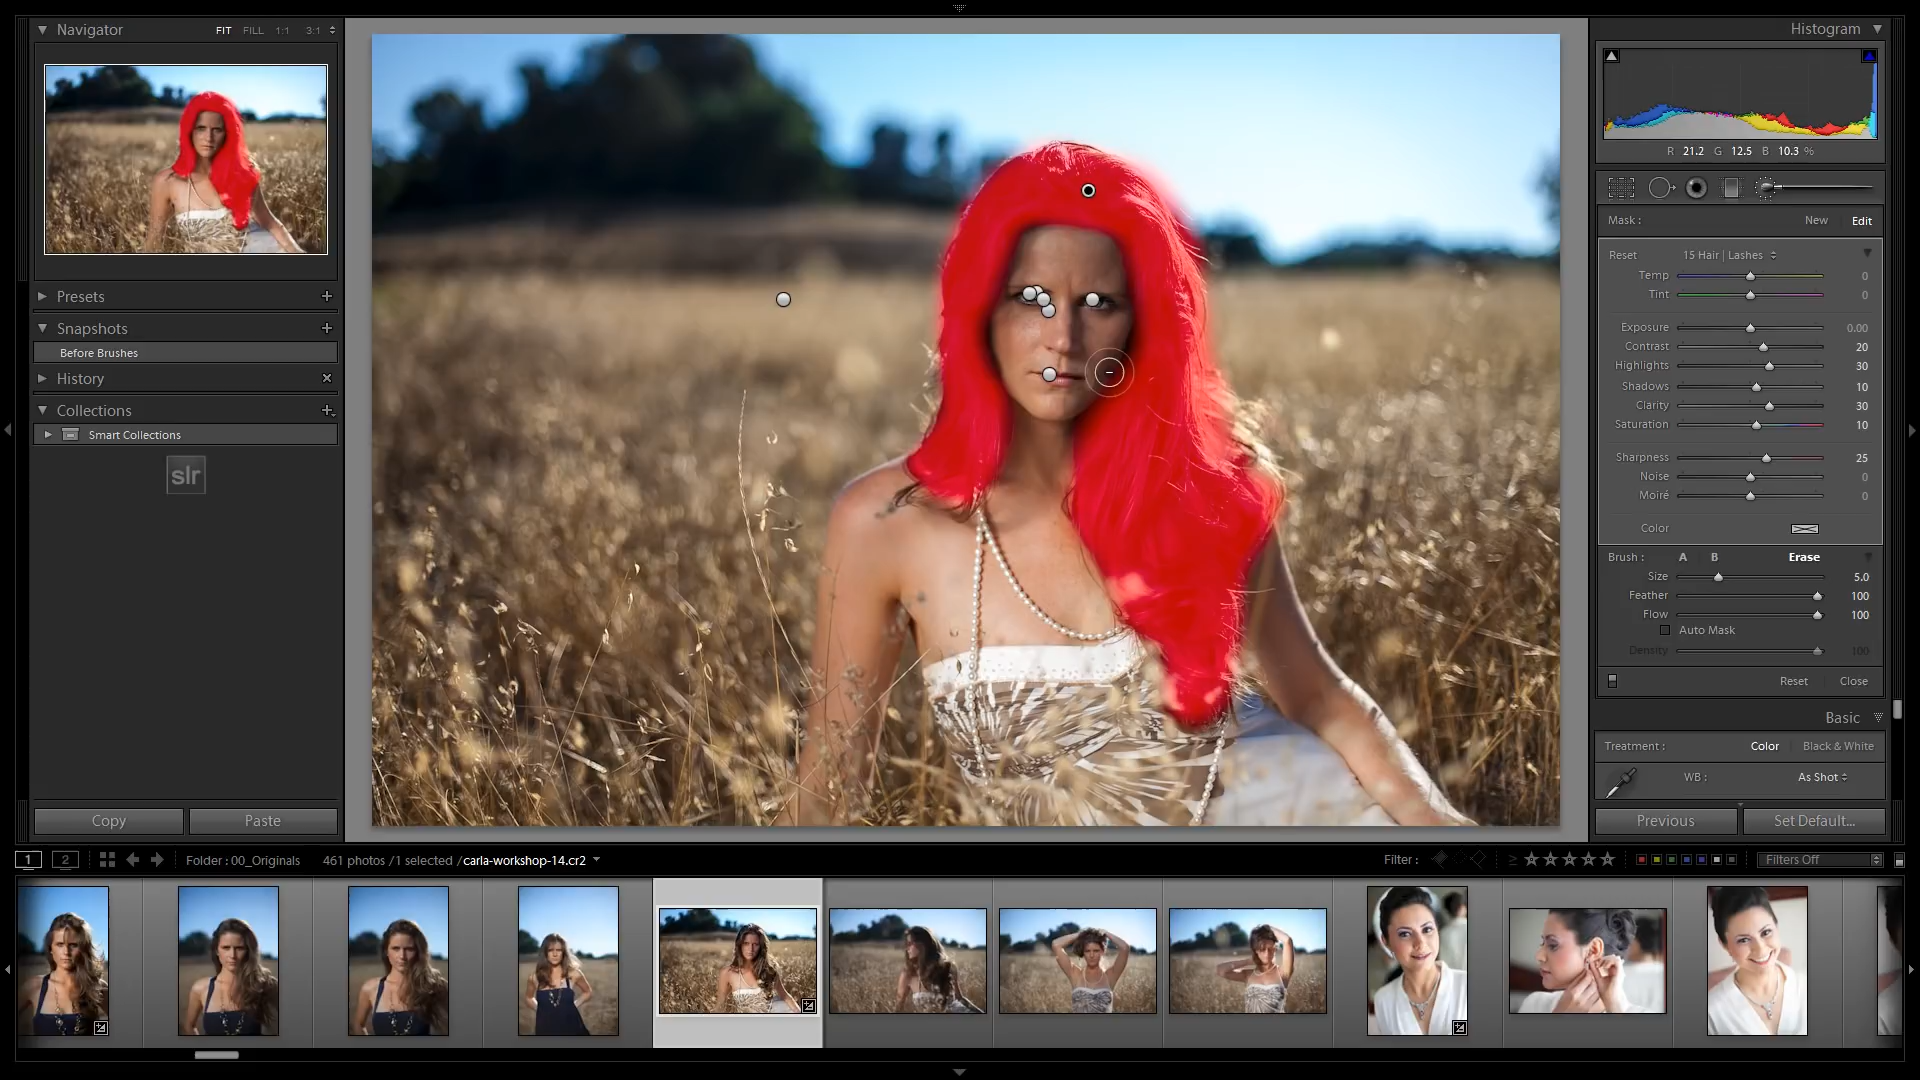 Navigator FIT FILL 1:1 3:1
Presets
Snapshots
Before Brushes
History
Collections
Smart Collections
slr
Copy Paste
Histogram
R 21.2 G 12.5 B 10.3 %
Mask : New Edit
Reset 15 Hair | Lashes
Temp 0
Tint 0
Exposure 0.00
Contrast 20
Highlights 30
Shadows 10
Clarity 30
Saturation 10
Sharpness 25
Noise 0
Moiré 0
Color
Brush : A B Erase
Size 5.0
Feather 100
Flow 100
Auto Mask
Density 100
Reset Close
Basic
Treatment : Color Black & White
WB : As Shot
Previous Set Default...
1 2 Folder : 00_Originals 461 photos /1 selected /carla-workshop-14.cr2 Filter : ≥ Filters Off